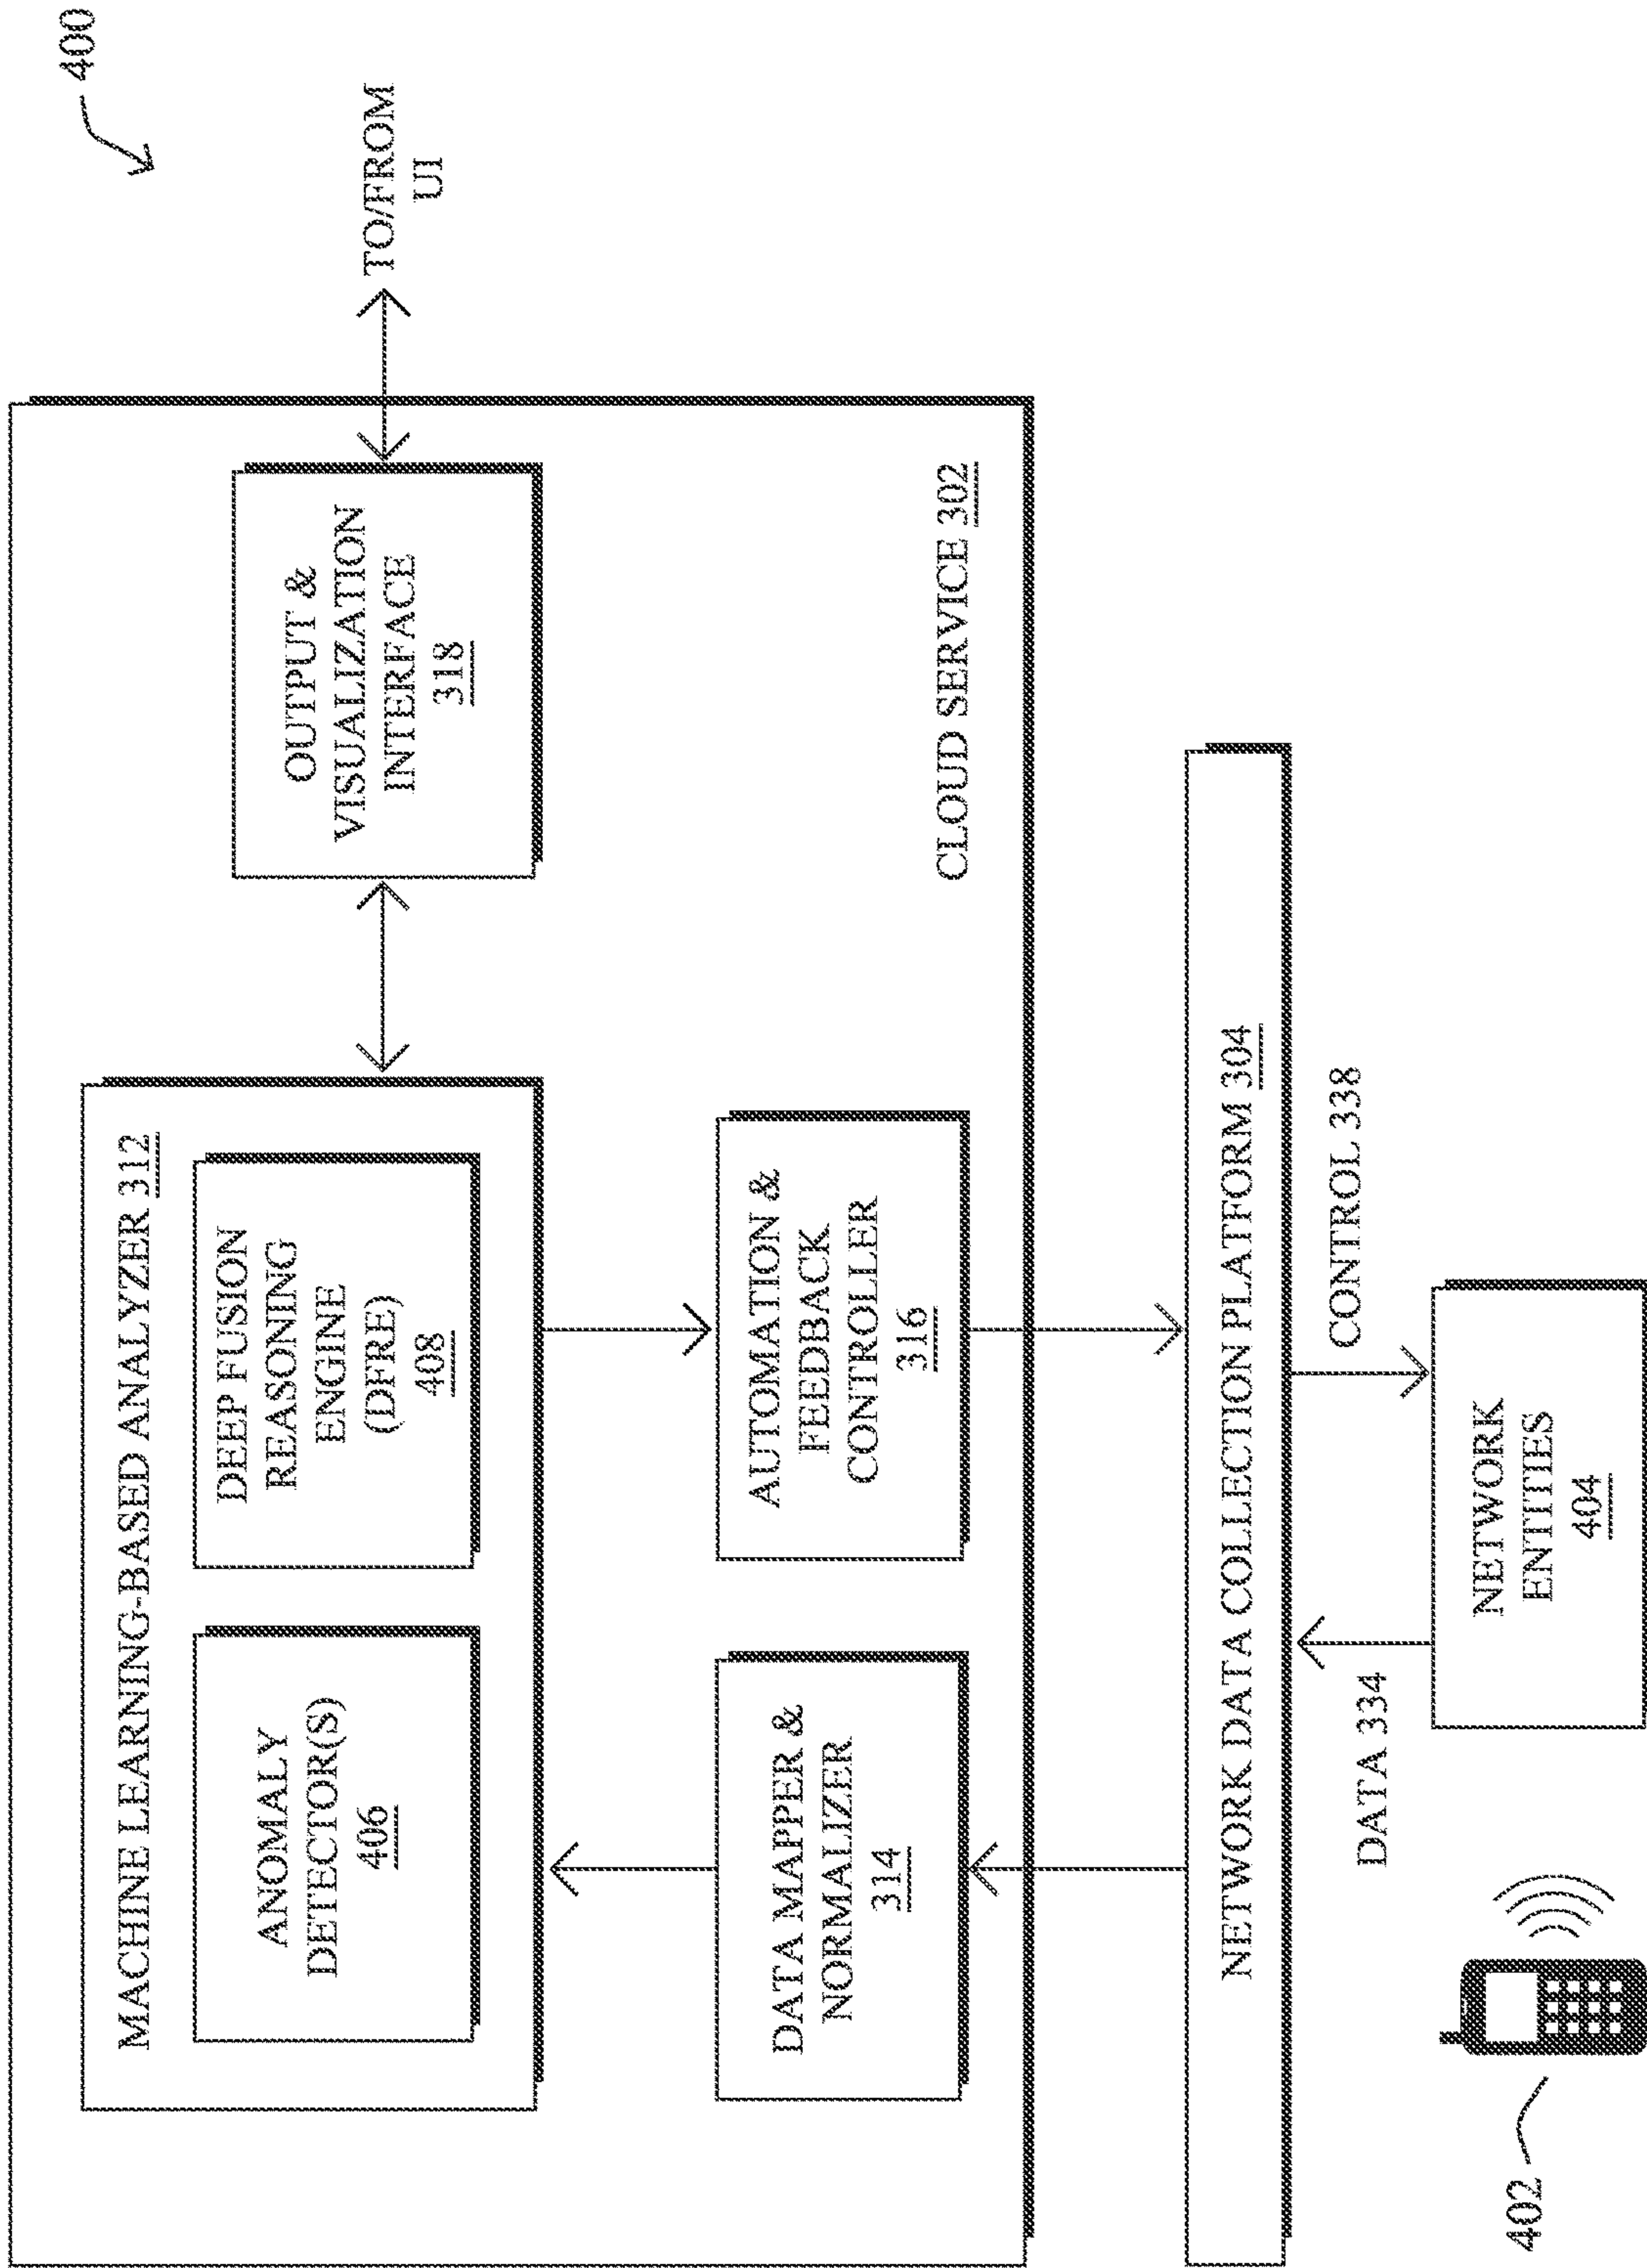 400
MACHINE LEARNING-BASED ANALYZER 312
ANOMALY
DETECTOR(S)
406
DEEP FUSION
REASONING
ENGINE
(DFRE)
408
OUTPUT &
VISUALIZATION
INTERFACE
318
TO/FROM
UI
DATA MAPPER &
NORMALIZER
314
AUTOMATION &
FEEDBACK
CONTROLLER
316
CLOUD SERVICE 302
NETWORK DATA COLLECTION PLATFORM 304
DATA 334
CONTROL 338
402
NETWORK
ENTITIES
404